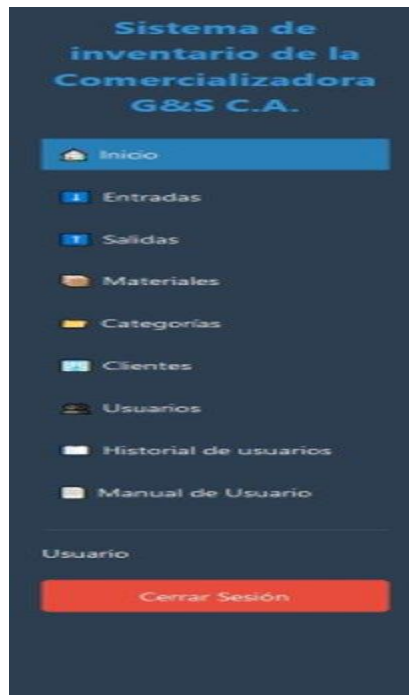 Sistema de
inventario de la
Comercializadora
G&S C.A.
Inicio
Entradas
Salidas
Materiales
Categorías
Clientes
Usuarios
Historial de usuarios
Manual de Usuario
Usuario
Cerrar Sesión